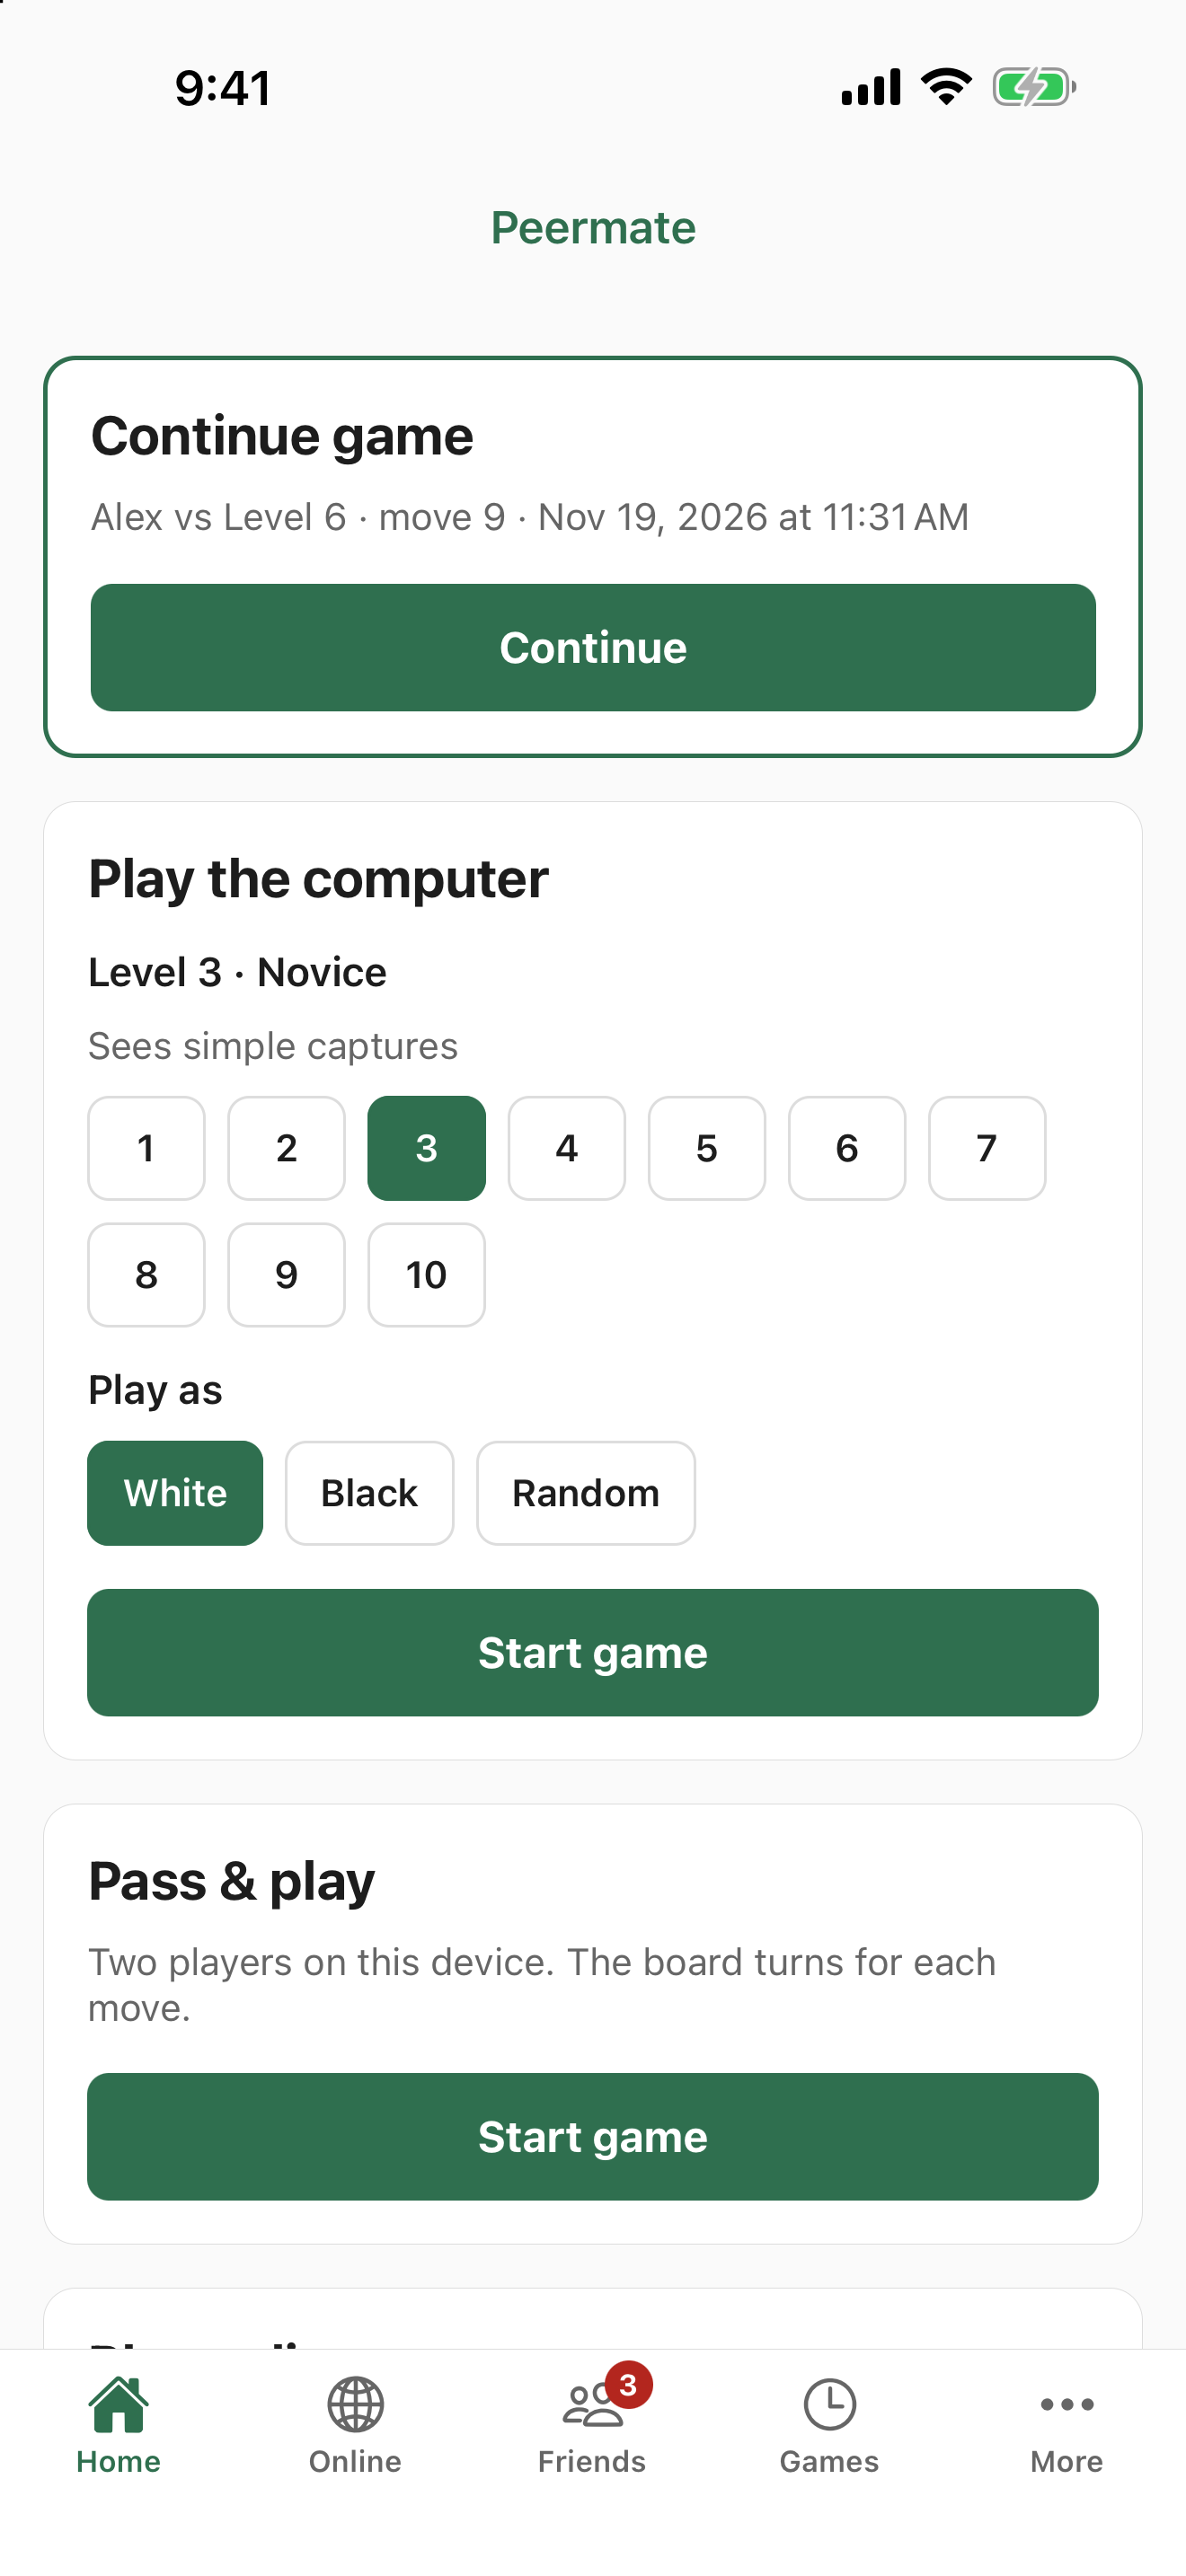 9:41
Peermate
Continue game
Alex vs Level 6 · move 9 · Nov 19, 2026 at 11:31 AM
Continue
Play the computer
Level 3 · Novice
Sees simple captures
1 2 3 4 5 6 7
8 9 10
Play as
White Black Random
Start game
Pass & play
Two players on this device. The board turns for each
move.
Start game
3
Home Online Friends Games More